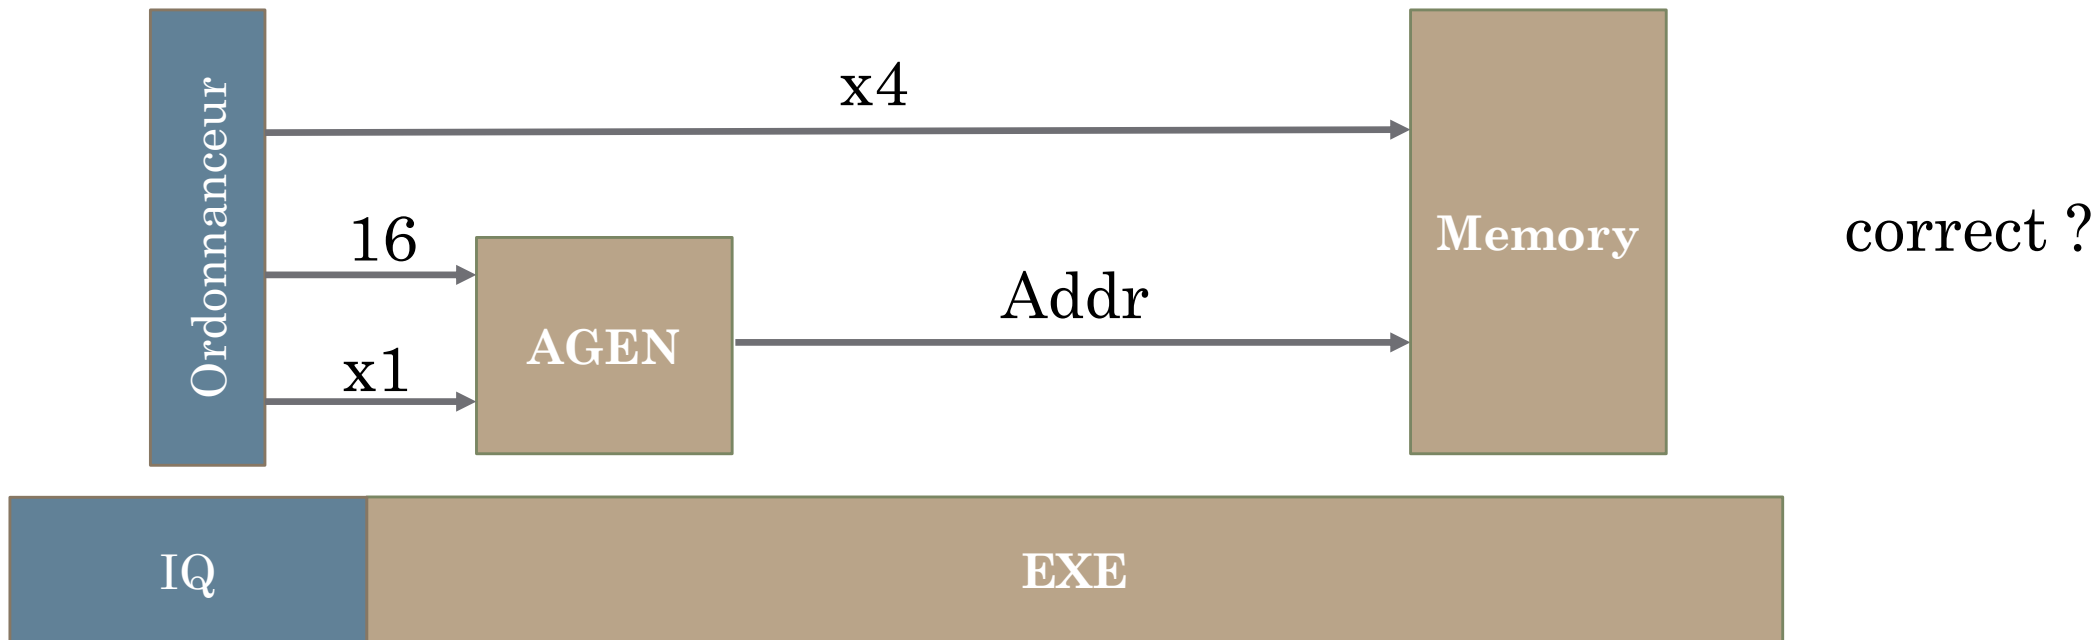 Ordonnanceur
x4
16
x1
AGEN
Addr
Memory
correct ?
IQ
EXE